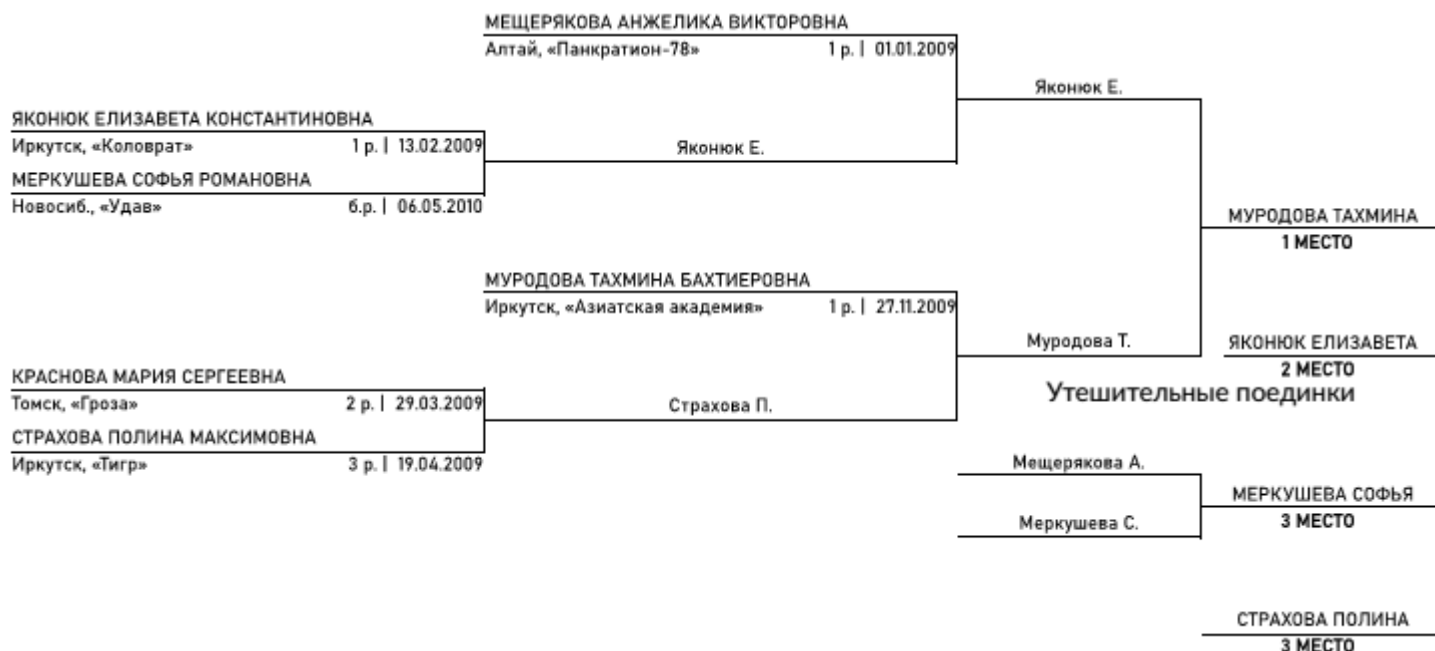 МЕЩЕРЯКОВА АНЖЕЛИКА ВИКТОРОВНА
Алтай, «Панкратион-78» 1 р. | 01.01.2009
Яконюк Е.
ЯКОНЮК ЕЛИЗАВЕТА КОНСТАНТИНОВНА
Иркутск, «Коловрат» 1 р. | 13.02.2009
Яконюк Е.
МЕРКУШЕВА СОФЬЯ РОМАНОВНА
Новосиб., «Удав» б.р. | 06.05.2010
МУРОДОВА ТАХМИНА
1 МЕСТО
МУРОДОВА ТАХМИНА БАХТИЕРОВНА
Иркутск, «Азиатская академия» 1 р. | 27.11.2009
Муродова Т.
ЯКОНЮК ЕЛИЗАВЕТА
2 МЕСТО
КРАСНОВА МАРИЯ СЕРГЕЕВНА
Томск, «Гроза» 2 р. | 29.03.2009
Страхова П.
СТРАХОВА ПОЛИНА МАКСИМОВНА
Иркутск, «Тигр» 3 р. | 19.04.2009
Утешительные поединки
Мещерякова А.
МЕРКУШЕВА СОФЬЯ
3 МЕСТО
Меркушева С.
СТРАХОВА ПОЛИНА
3 МЕСТО